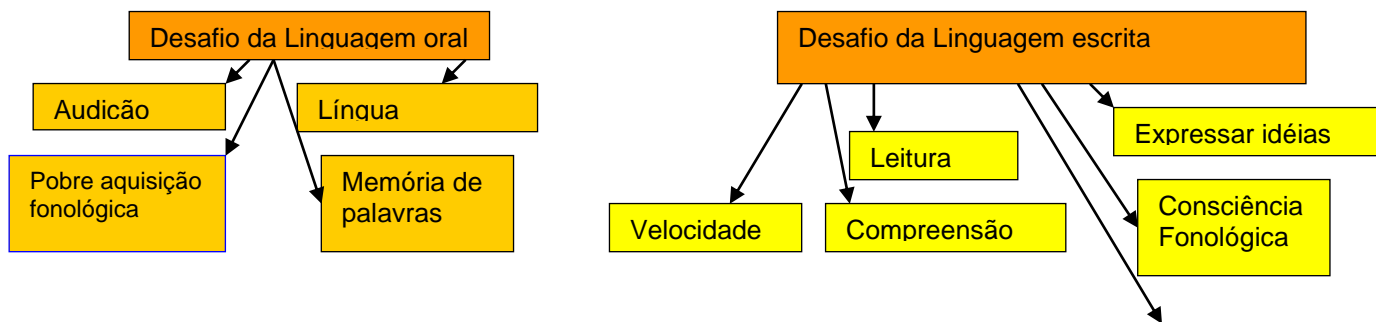 Desafio da Linguagem oral
Audição
Língua
Pobre aquisição
fonológica
Memória de
palavras
Desafio da Linguagem escrita
Expressar idéias
Leitura
Velocidade
Compreensão
Consciência
Fonológica